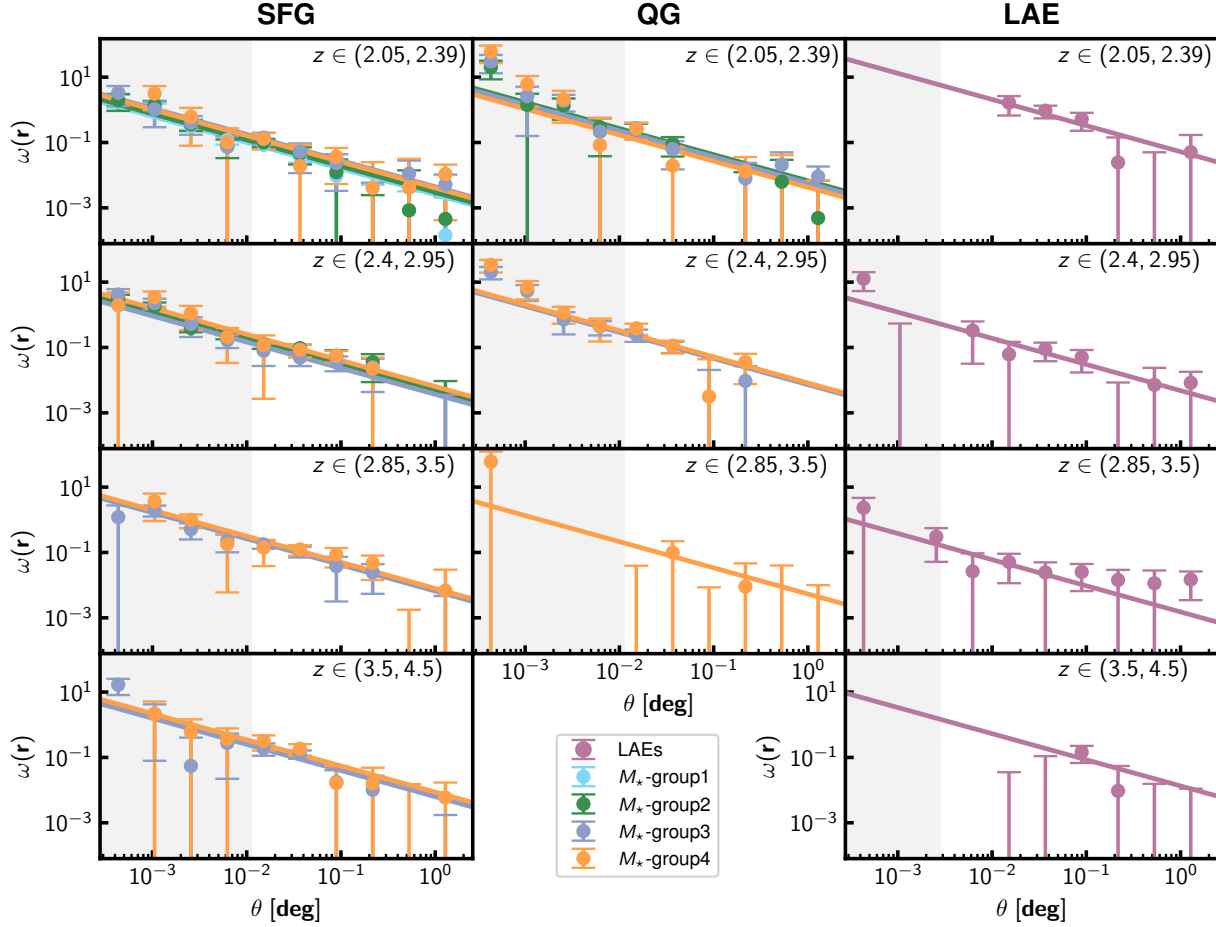 SFG QG LAE
z ∈ (2.05, 2.39) z ∈ (2.05, 2.39) z ∈ (2.05, 2.39)
ω(r)
10¹
10⁻¹
10⁻³
z ∈ (2.4, 2.95) z ∈ (2.4, 2.95) z ∈ (2.4, 2.95)
ω(r)
10¹
10⁻¹
10⁻³
z ∈ (2.85, 3.5) z ∈ (2.85, 3.5) z ∈ (2.85, 3.5)
ω(r)
10¹
10⁻¹
10⁻³
10⁻³ 10⁻² 10⁻¹ 10⁰
θ [deg]
z ∈ (3.5, 4.5) z ∈ (3.5, 4.5)
ω(r) ω(r)
10¹ 10¹
10⁻¹ 10⁻¹
10⁻³ 10⁻³
LAEs
M⋆-group1
M⋆-group2
M⋆-group3
M⋆-group4
10⁻³ 10⁻² 10⁻¹ 10⁰ 10⁻³ 10⁻² 10⁻¹ 10⁰
θ [deg] θ [deg]